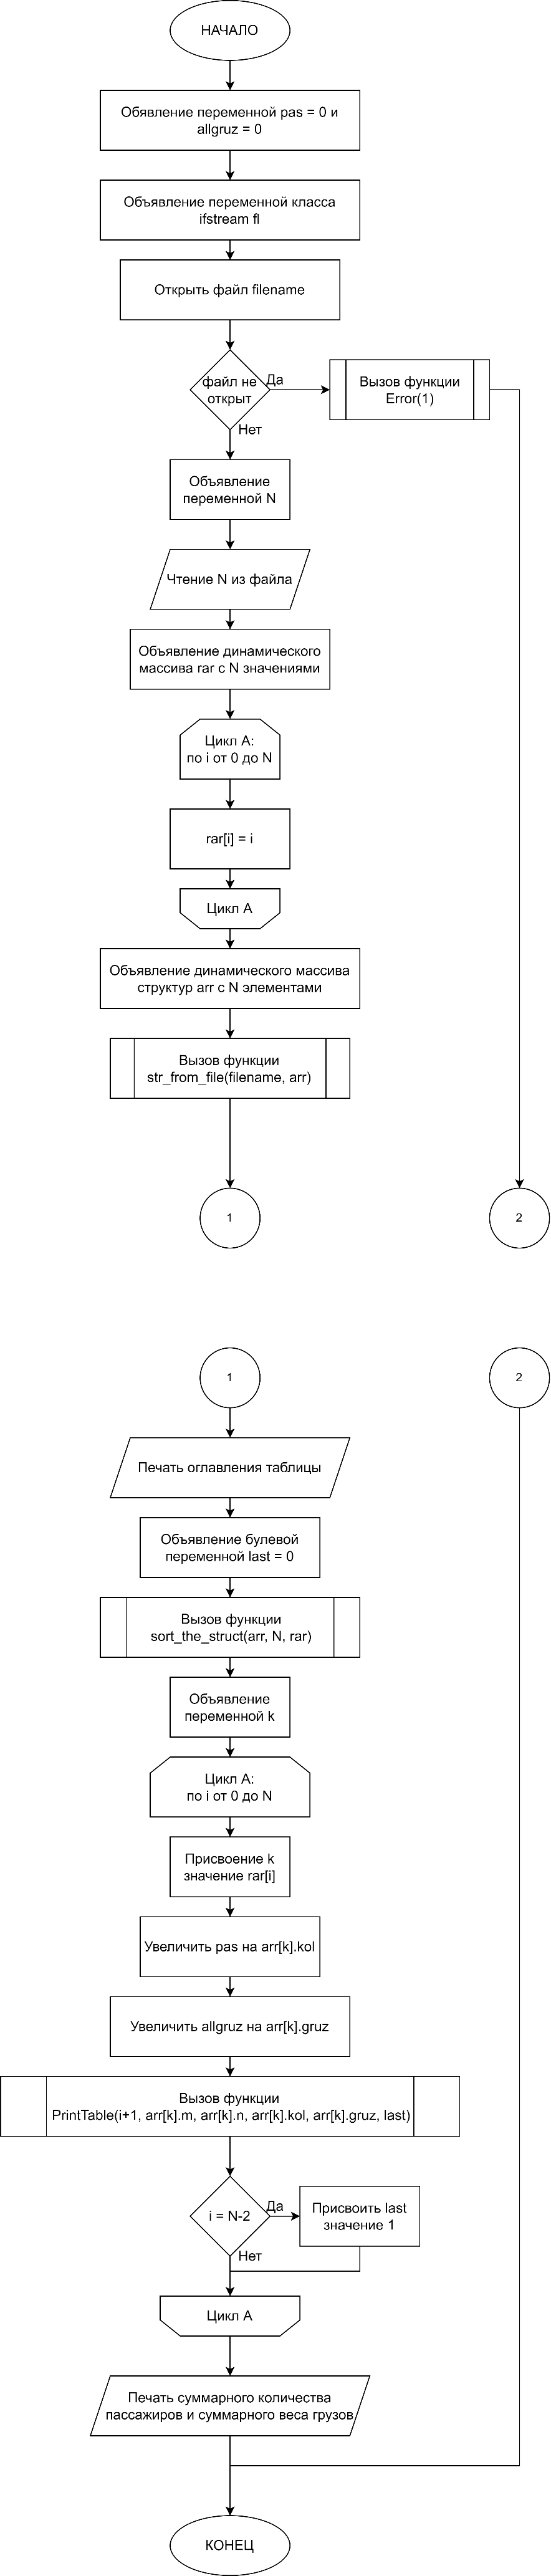 НАЧАЛО
Обявление переменной pas = 0 и
allgruz = 0
Объявление переменной класса
ifstream fl
Открыть файл filename
файл не
открыт
Да
Вызов функции
Error(1)
Нет
Объявление
переменной N
Чтение N из файла
Объявление динамического
массива rar с N значениями
Цикл А:
по i от 0 до N
rar[i] = i
Цикл А
Объявление динамического массива
структур arr с N элементами
Вызов функции
str_from_file(filename, arr)
1
2
1
2
Печать оглавления таблицы
Объявление булевой
переменной last = 0
Вызов функции
sort_the_struct(arr, N, rar)
Объявление
переменной k
Цикл А:
по i от 0 до N
Присвоение k
значение rar[i]
Увеличить pas на arr[k].kol
Увеличить allgruz на arr[k].gruz
Вызов функции
PrintTable(i+1, arr[k].m, arr[k].n, arr[k].kol, arr[k].gruz, last)
i = N-2
Да
Присвоить last
значение 1
Нет
Цикл А
Печать суммарного количества
пассажиров и суммарного веса грузов
КОНЕЦ